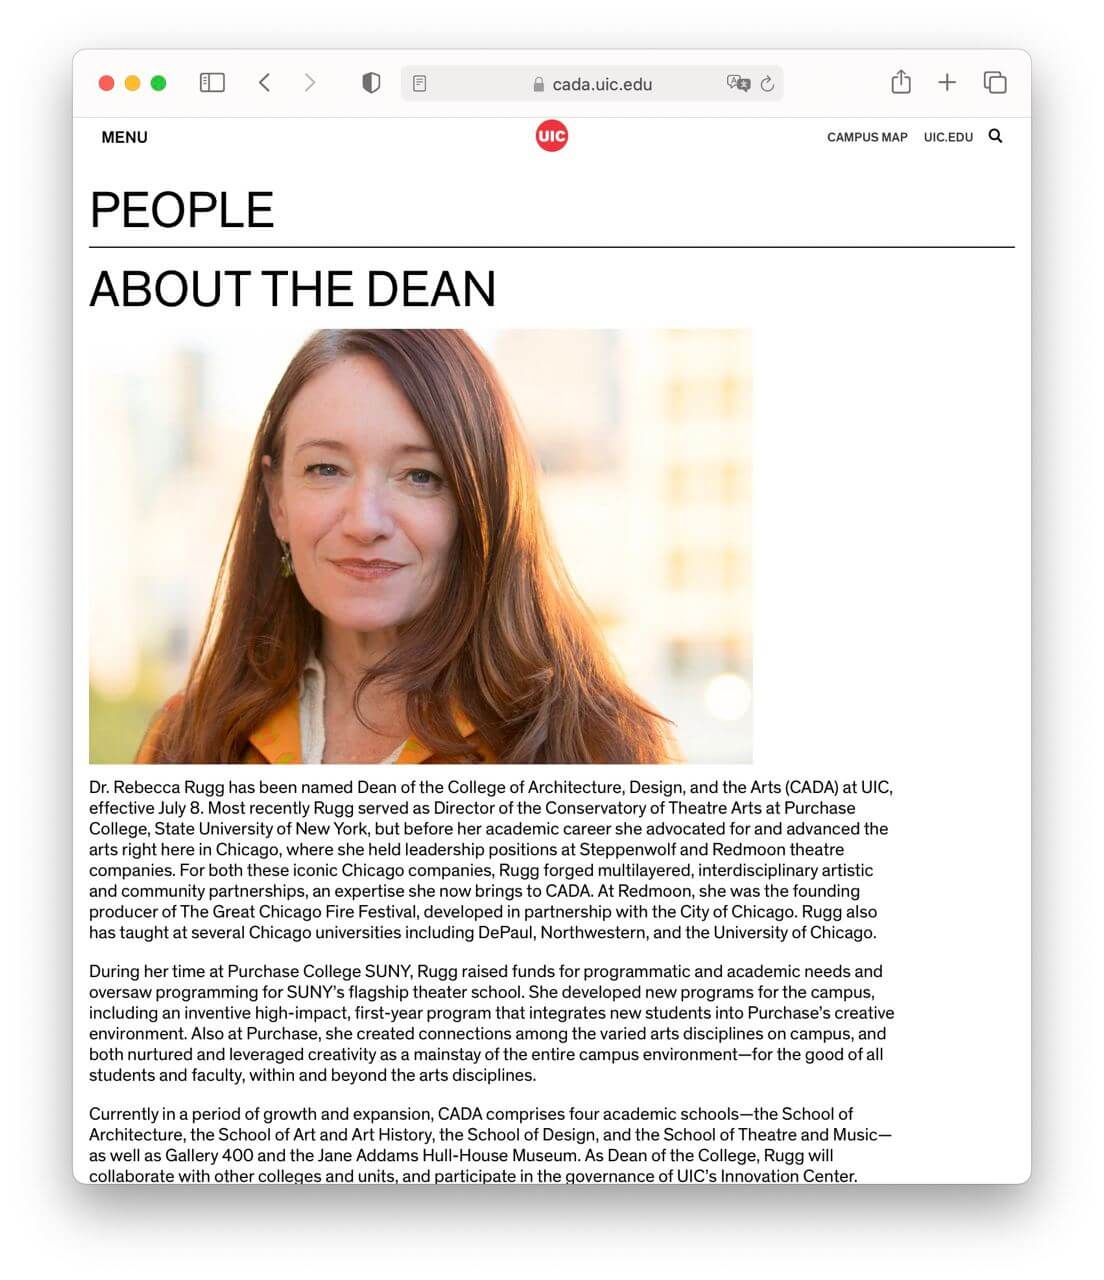 cada.uic.edu
MENU
UIC
CAMPUS MAP
UIC.EDU
PEOPLE
ABOUT THE DEAN
Dr. Rebecca Rugg has been named Dean of the College of Architecture, Design, and the Arts (CADA) at UIC,
effective July 8. Most recently Rugg served as Director of the Conservatory of Theatre Arts at Purchase
College, State University of New York, but before her academic career she advocated for and advanced the
arts right here in Chicago, where she held leadership positions at Steppenwolf and Redmoon theatre
companies. For both these iconic Chicago companies, Rugg forged multilayered, interdisciplinary artistic
and community partnerships, an expertise she now brings to CADA. At Redmoon, she was the founding
producer of The Great Chicago Fire Festival, developed in partnership with the City of Chicago. Rugg also
has taught at several Chicago universities including DePaul, Northwestern, and the University of Chicago.
During her time at Purchase College SUNY, Rugg raised funds for programmatic and academic needs and
oversaw programming for SUNY’s flagship theater school. She developed new programs for the campus,
including an inventive high-impact, first-year program that integrates new students into Purchase’s creative
environment. Also at Purchase, she created connections among the varied arts disciplines on campus, and
both nurtured and leveraged creativity as a mainstay of the entire campus environment—for the good of all
students and faculty, within and beyond the arts disciplines.
Currently in a period of growth and expansion, CADA comprises four academic schools—the School of
Architecture, the School of Art and Art History, the School of Design, and the School of Theatre and Music—
as well as Gallery 400 and the Jane Addams Hull-House Museum. As Dean of the College, Rugg will
collaborate with other colleges and units, and participate in the governance of UIC’s Innovation Center.